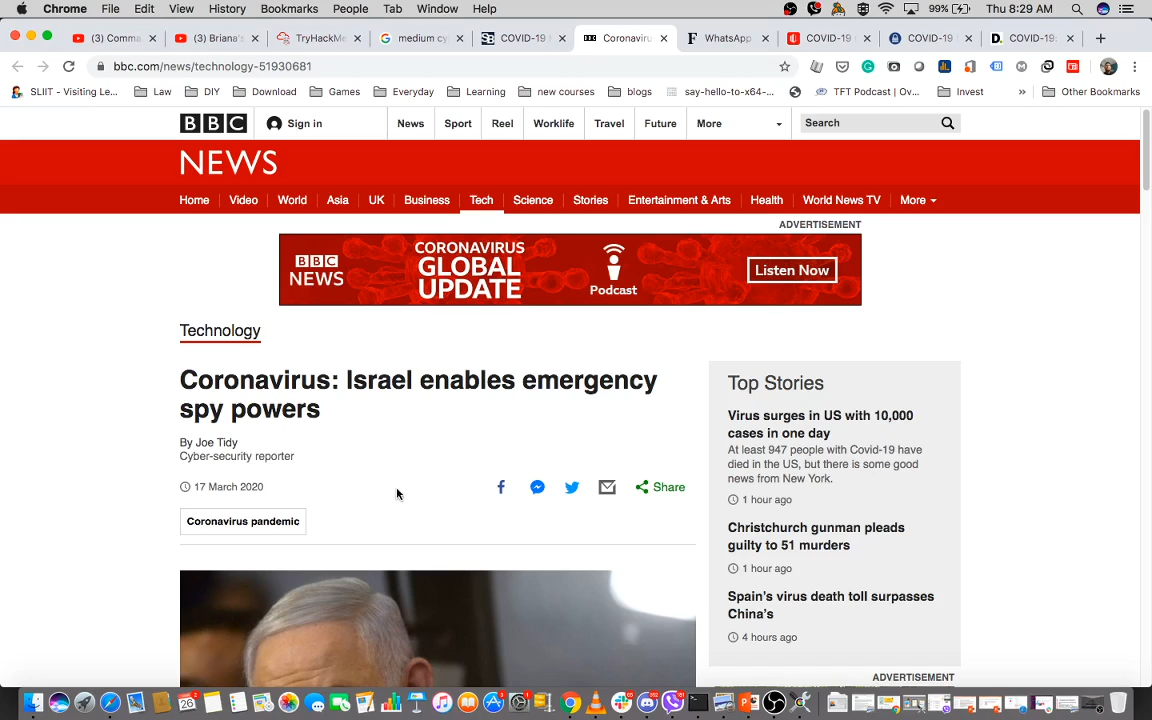 Chrome File Edit View History Bookmarks People Tab Window Help 99% Thu 8:29 AM
(3) Comma
(3) Briana's
TryHackMe
medium cy
COVID-19
Coronaviru
WhatsApp
COVID-19
COVID-19
COVID-19:
bbc.com/news/technology-51930681
SLIIT - Visiting Le... Law DIY Download Games Everyday Learning new courses blogs say-hello-to-x64-... TFT Podcast | Ov... Invest » Other Bookmarks
BBC Sign in News Sport Reel Worklife Travel Future More Search
NEWS
Home Video World Asia UK Business Tech Science Stories Entertainment & Arts Health World News TV More
ADVERTISEMENT
BBC
NEWS
CORONAVIRUS
GLOBAL
UPDATE
Podcast
Listen Now
Technology
Coronavirus: Israel enables emergency
spy powers
By Joe Tidy
Cyber-security reporter
17 March 2020
Share
Coronavirus pandemic
Top Stories
Virus surges in US with 10,000
cases in one day
At least 947 people with Covid-19 have
died in the US, but there is some good
news from New York.
1 hour ago
Christchurch gunman pleads
guilty to 51 murders
1 hour ago
Spain's virus death toll surpasses
China's
4 hours ago
ADVERTISEMENT
26